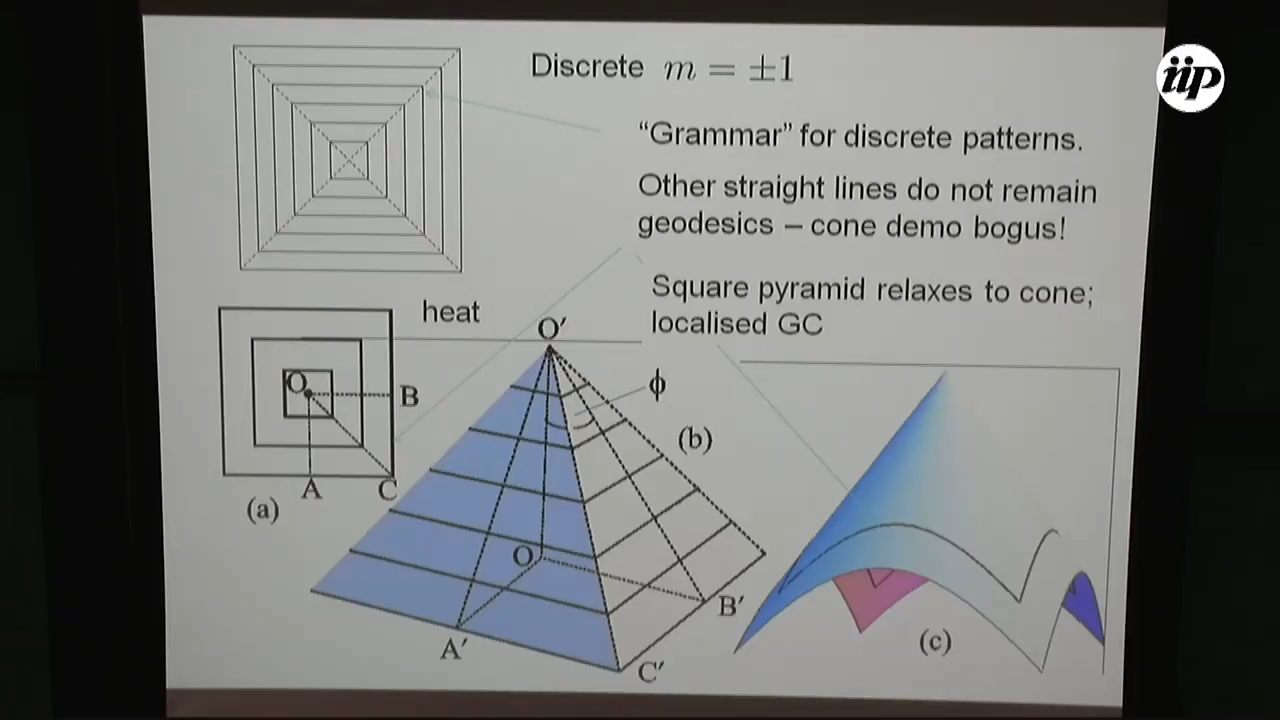 Discrete m = ±1
iip
“Grammar” for discrete patterns.
Other straight lines do not remain
geodesics – cone demo bogus!
Square pyramid relaxes to cone;
localised GC
heat
O
B
A
C
(a)
O′
ϕ
(b)
O
B′
A′
C′
(c)